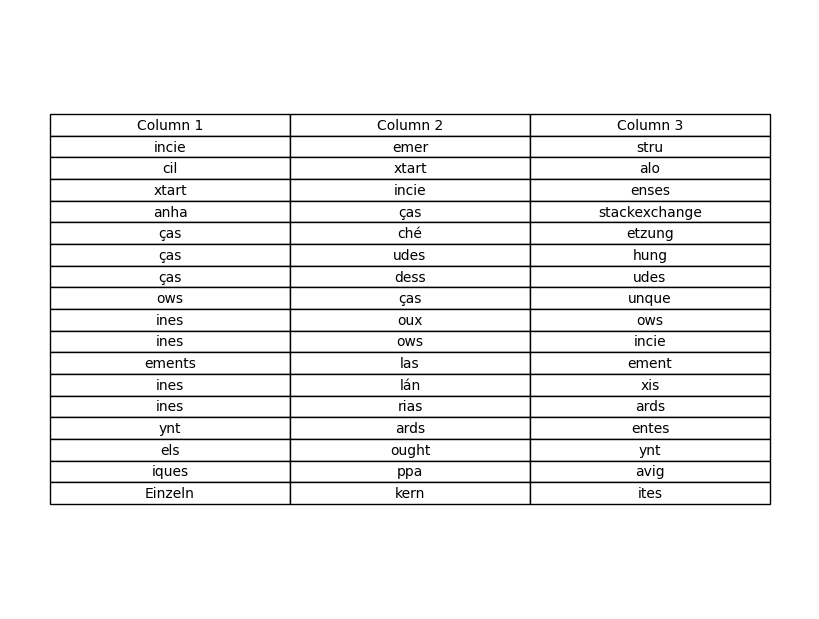 Column 1 Column 2 Column 3
incie emer stru
cil xtart alo
xtart incie enses
anha ças stackexchange
ças ché etzung
ças udes hung
ças dess udes
ows ças unque
ines oux ows
ines ows incie
ements las ement
ines lán xis
ines rias ards
ynt ards entes
els ought ynt
iques ppa avig
Einzeln kern ites